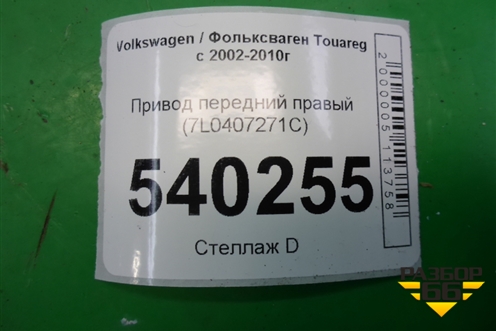 Volkswagen / Фольксваген Touareg
с 2002-2010г
Привод передний правый
(7L0407271C)
540255
Стеллаж D
2000005113758
РАЗБОР
66